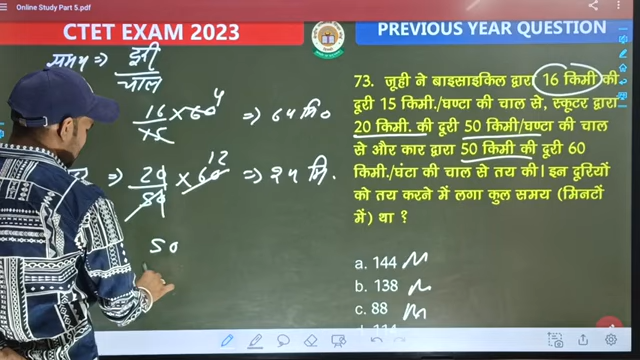 Online Study Part 5.pdf
CTET EXAM 2023
PREVIOUS YEAR QUESTION
समय ⇒ दूरी
चाल
16 × 60 4 ⇒ 64 मि०
15
⇒ 20 × 60 12 ⇒ 24 मि.
50
50
73. जूही ने बाइसाइकिल द्वारा 16 किमी की
दूरी 15 किमी./घण्टा की चाल से, स्कूटर द्वारा
20 किमी. की दूरी 50 किमी/घण्टा की चाल
से और कार द्वारा 50 किमी की दूरी 60
किमी./घंटा की चाल से तय की। इन दूरियों
को तय करने में लगा कुल समय (मिनटों
में) था ?
a. 144 M
b. 138 M
c. 88 M